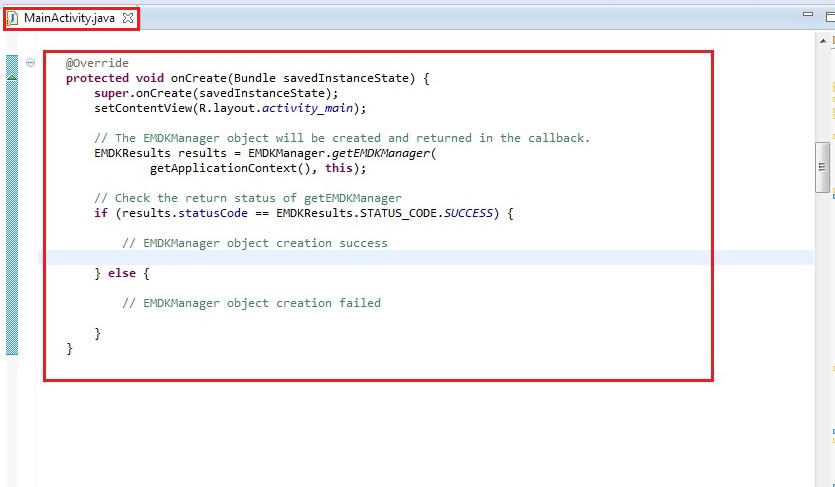 MainActivity.java
@Override
protected void onCreate(Bundle savedInstanceState) {
super.onCreate(savedInstanceState);
setContentView(R.layout.activity_main);
// The EMDKManager object will be created and returned in the callback.
EMDKResults results = EMDKManager.getEMDKManager(
getApplicationContext(), this);
// Check the return status of getEMDKManager
if (results.statusCode == EMDKResults.STATUS_CODE.SUCCESS) {
// EMDKManager object creation success
} else {
// EMDKManager object creation failed
}
}